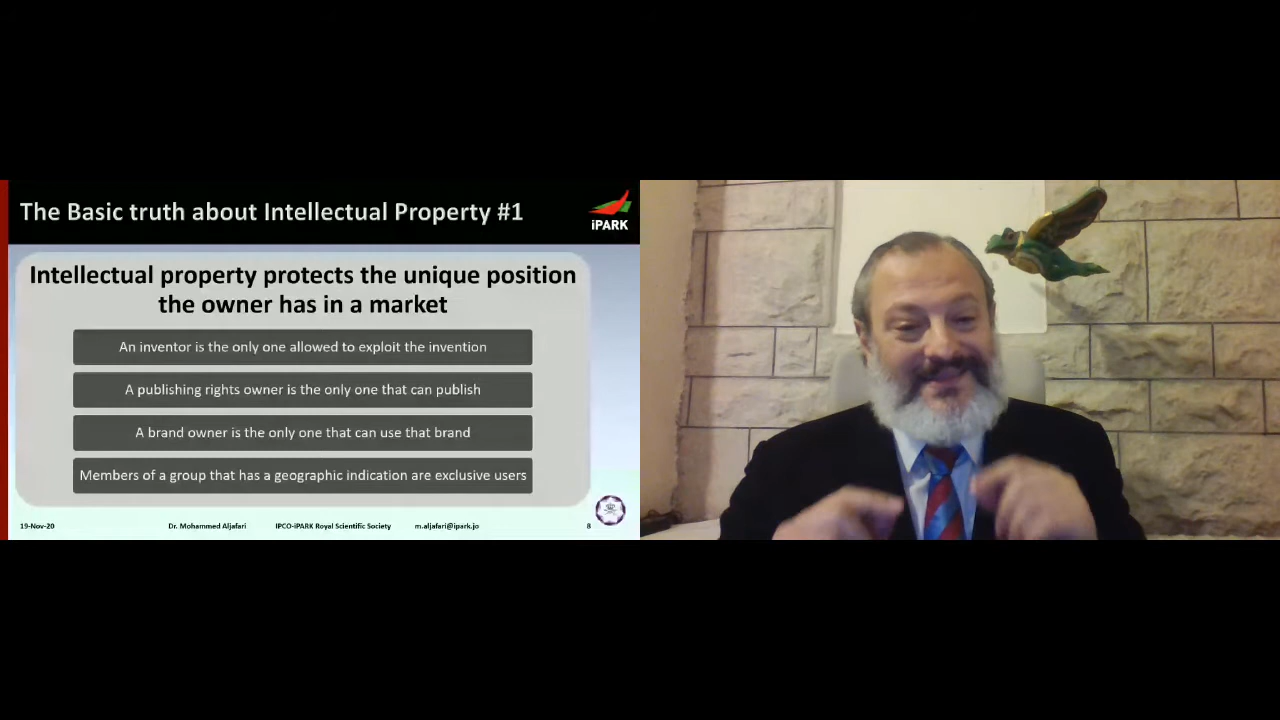 The Basic truth about Intellectual Property #1
iPARK
Intellectual property protects the unique position
the owner has in a market
An inventor is the only one allowed to exploit the invention
A publishing rights owner is the only one that can publish
A brand owner is the only one that can use that brand
Members of a group that has a geographic indication are exclusive users
19-Nov-20 Dr. Mohammed Aljafari IPCO-iPARK Royal Scientific Society m.aljafari@ipark.jo 8